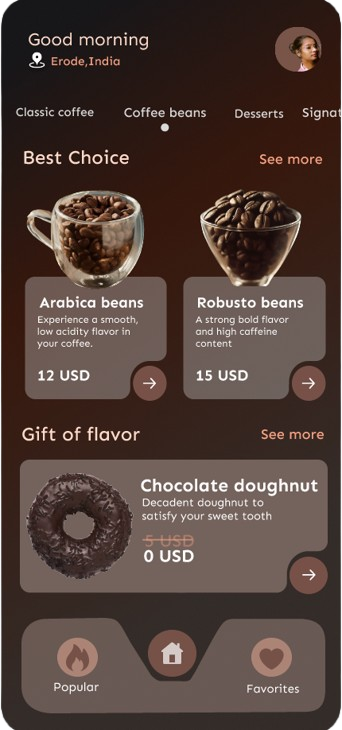 Good morning
Erode,India
Classic coffee Coffee beans Desserts Signat
Best Choice See more
Arabica beans
Experience a smooth,
low acidity flavor in
your coffee.
12 USD
Robusto beans
A strong bold flavor
and high caffeine
content
15 USD
Gift of flavor See more
Chocolate doughnut
Decadent doughnut to
satisfy your sweet tooth
5 USD
0 USD
Popular
Favorites